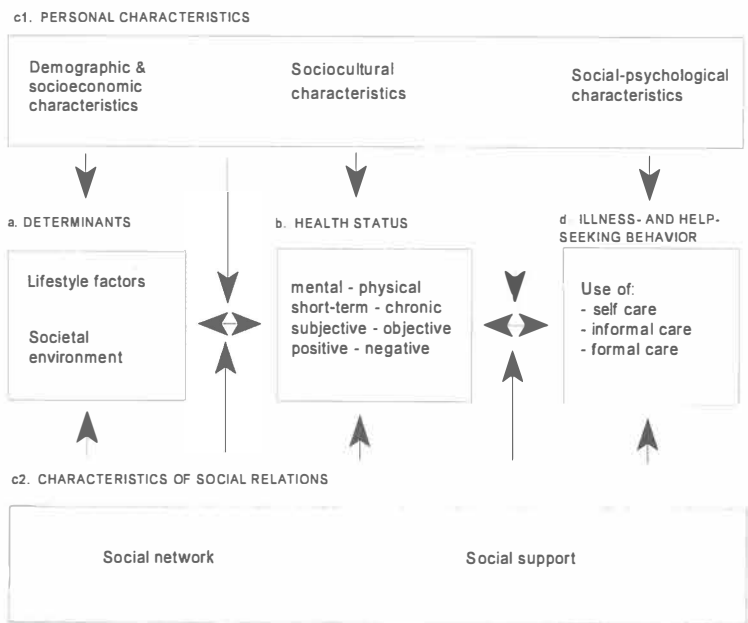 c1. PERSONAL CHARACTERISTICS
Demographic &
socioeconomic
characteristics
Sociocultural
characteristics
Social-psychological
characteristics
a. DETERMINANTS
Lifestyle factors
Societal
environment
b. HEALTH STATUS
mental - physical
short-term - chronic
subjective - objective
positive - negative
d. ILLNESS- AND HELP-
SEEKING BEHAVIOR
Use of:
- self care
- informal care
- formal care
c2. CHARACTERISTICS OF SOCIAL RELATIONS
Social network
Social support